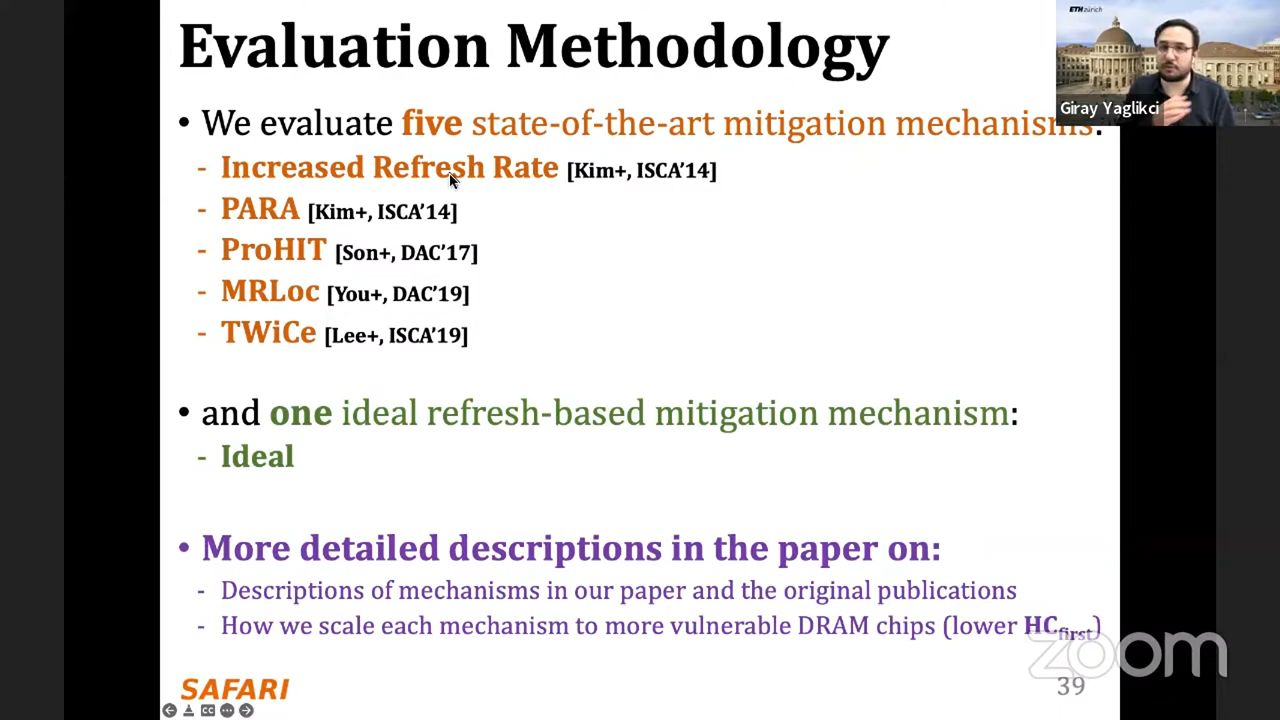 Evaluation Methodology
ETH zürich
Giray Yaglikci
• We evaluate five state-of-the-art mitigation mechanisms:
- Increased Refresh Rate [Kim+, ISCA’14]
- PARA [Kim+, ISCA’14]
- ProHIT [Son+, DAC’17]
- MRLoc [You+, DAC’19]
- TWiCe [Lee+, ISCA’19]
• and one ideal refresh-based mitigation mechanism:
- Ideal
• More detailed descriptions in the paper on:
- Descriptions of mechanisms in our paper and the original publications
- How we scale each mechanism to more vulnerable DRAM chips (lower HCfirst)
zoom
SAFARI
39